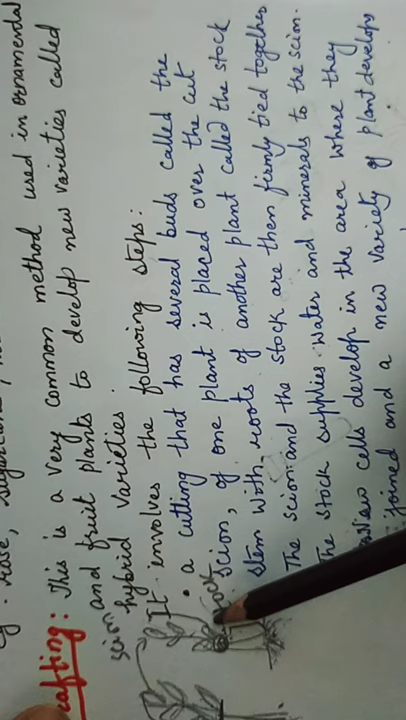 eg. rose, sugarcane,
rafting: This is a very common method used in ornamental
and fruit plants to develop new varieties called
hybrid varieties.
It involves the following steps:
• a cutting that has several buds called the
scion, of one plant is placed over the cut
stem with roots of another plant called the stock
The scion and the stock are then firmly tied together
The stock supplies water and minerals to the scion.
New cells develop in the area where they
joined and a new variety of plant develops
scion
stock